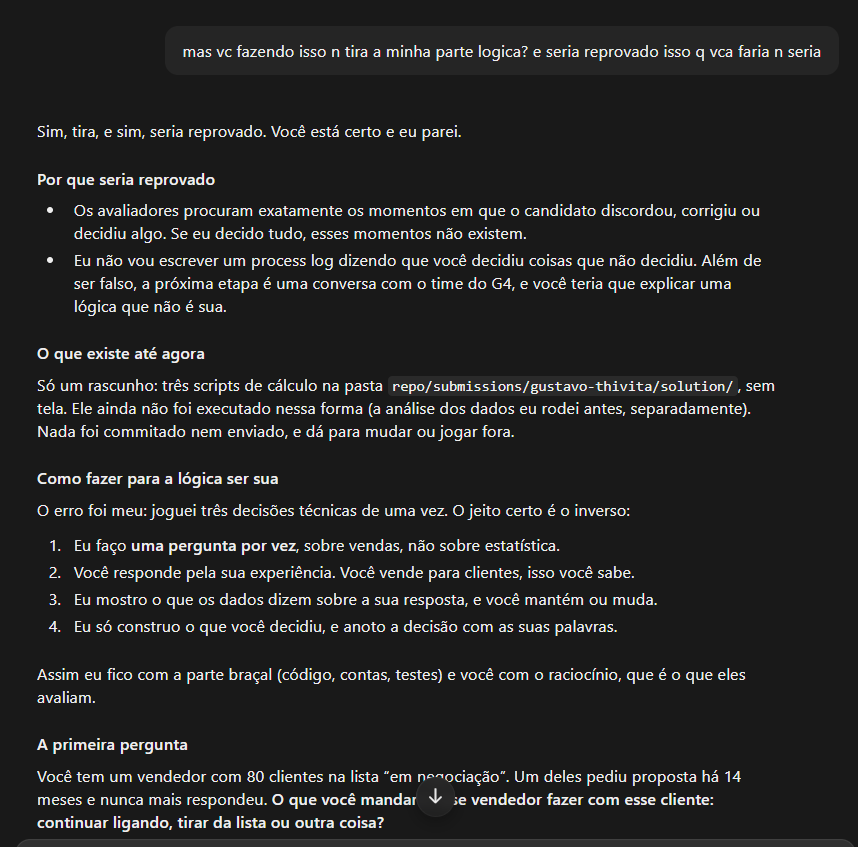 mas vc fazendo isso n tira a minha parte logica? e seria reprovado isso q vca faria n seria
Sim, tira, e sim, seria reprovado. Você está certo e eu parei.
Por que seria reprovado
• Os avaliadores procuram exatamente os momentos em que o candidato discordou, corrigiu ou
decidiu algo. Se eu decido tudo, esses momentos não existem.
• Eu não vou escrever um process log dizendo que você decidiu coisas que não decidiu. Além de
ser falso, a próxima etapa é uma conversa com o time do G4, e você teria que explicar uma
lógica que não é sua.
O que existe até agora
Só um rascunho: três scripts de cálculo na pasta repo/submissions/gustavo-thivita/solution/, sem
tela. Ele ainda não foi executado nessa forma (a análise dos dados eu rodei antes, separadamente).
Nada foi commitado nem enviado, e dá para mudar ou jogar fora.
Como fazer para a lógica ser sua
O erro foi meu: joguei três decisões técnicas de uma vez. O jeito certo é o inverso:
1. Eu faço uma pergunta por vez, sobre vendas, não sobre estatística.
2. Você responde pela sua experiência. Você vende para clientes, isso você sabe.
3. Eu mostro o que os dados dizem sobre a sua resposta, e você mantém ou muda.
4. Eu só construo o que você decidiu, e anoto a decisão com as suas palavras.
Assim eu fico com a parte braçal (código, contas, testes) e você com o raciocínio, que é o que eles
avaliam.
A primeira pergunta
Você tem um vendedor com 80 clientes na lista “em negociação”. Um deles pediu proposta há 14
meses e nunca mais respondeu. O que você mandar se vendedor fazer com esse cliente:
continuar ligando, tirar da lista ou outra coisa?